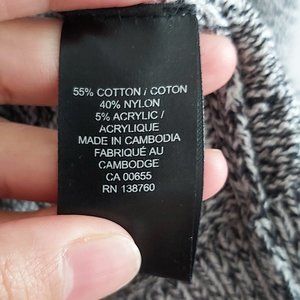 55% COTTON / COTON
40% NYLON
5% ACRYLIC /
ACRYLIQUE
MADE IN CAMBODIA
FABRIQUÉ AU
CAMBODGE
CA 00655
RN 138760